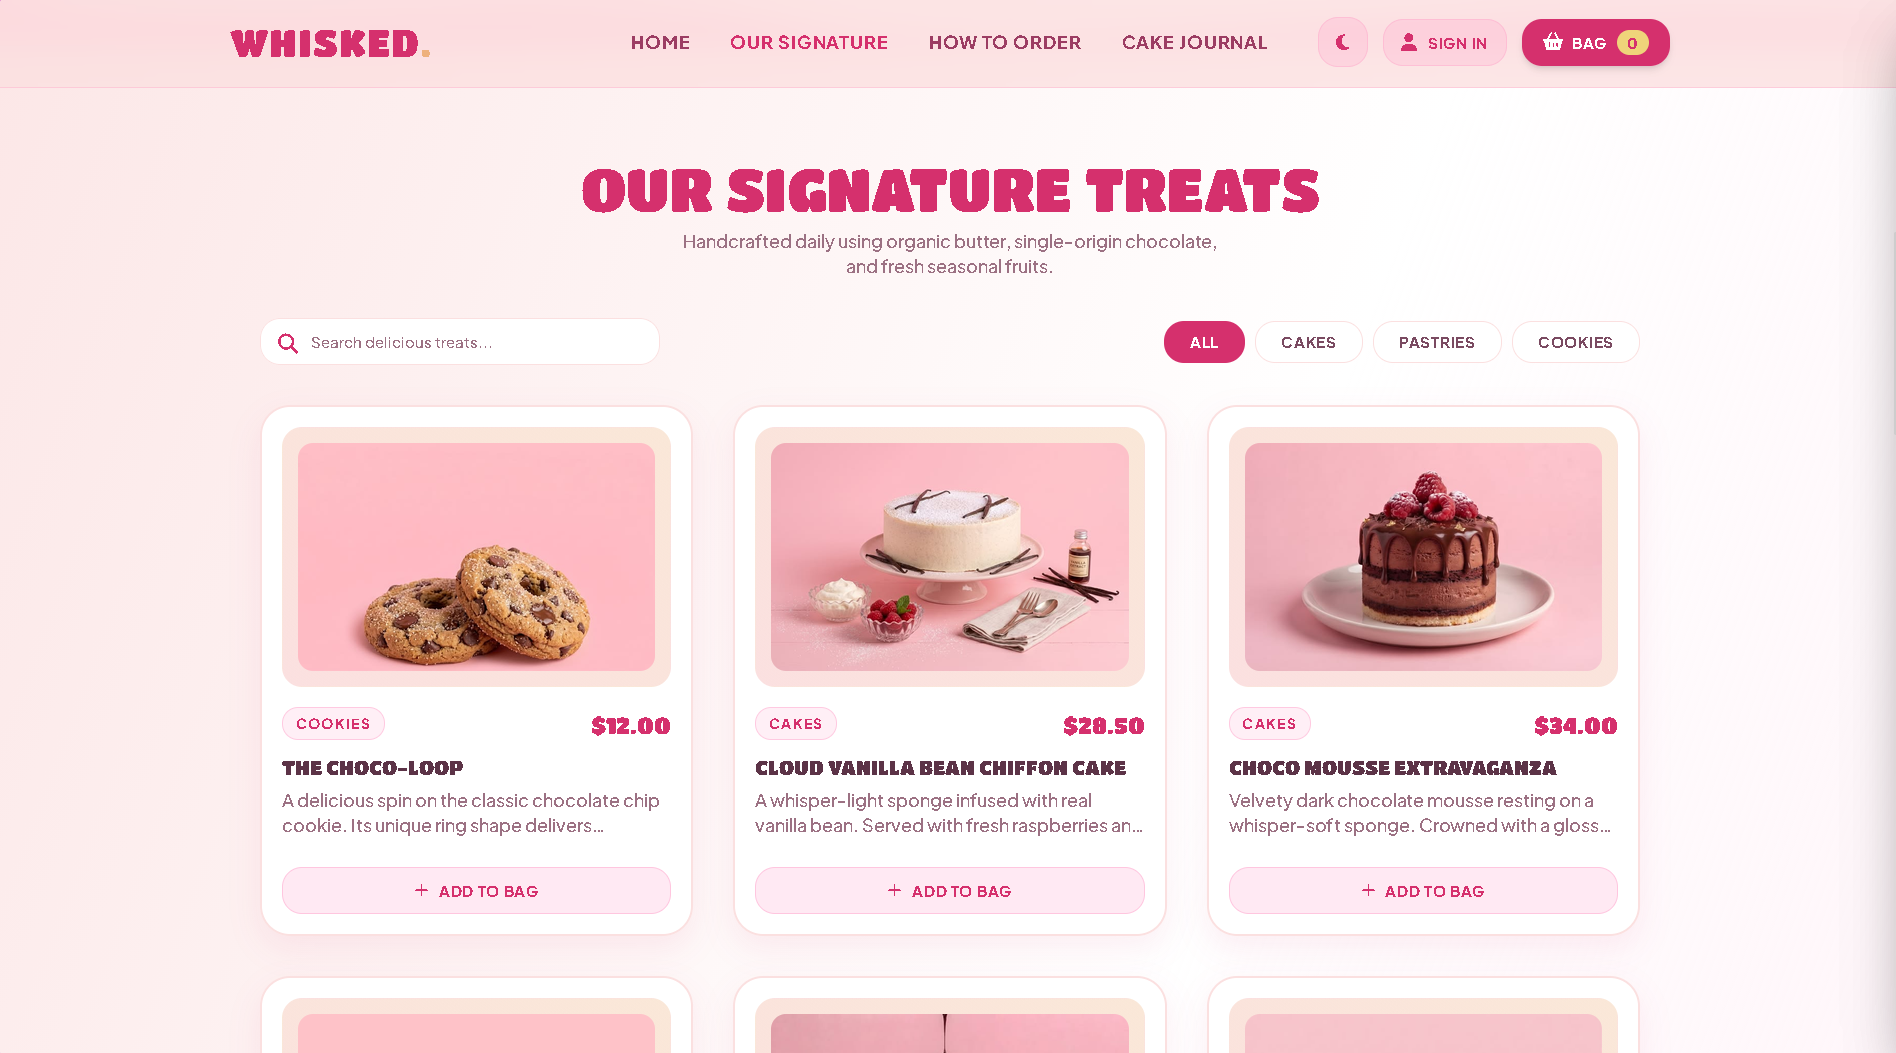 WHISKED.
HOME
OUR SIGNATURE
HOW TO ORDER
CAKE JOURNAL
SIGN IN
BAG
0
OUR SIGNATURE TREATS
Handcrafted daily using organic butter, single-origin chocolate,
and fresh seasonal fruits.
Search delicious treats...
ALL
CAKES
PASTRIES
COOKIES
COOKIES
$12.00
THE CHOCO-LOOP
A delicious spin on the classic chocolate chip
cookie. Its unique ring shape delivers...
+ ADD TO BAG
CAKES
$28.50
CLOUD VANILLA BEAN CHIFFON CAKE
A whisper-light sponge infused with real
vanilla bean. Served with fresh raspberries an...
+ ADD TO BAG
CAKES
$34.00
CHOCO MOUSSE EXTRAVAGANZA
Velvety dark chocolate mousse resting on a
whisper-soft sponge. Crowned with a gloss...
+ ADD TO BAG